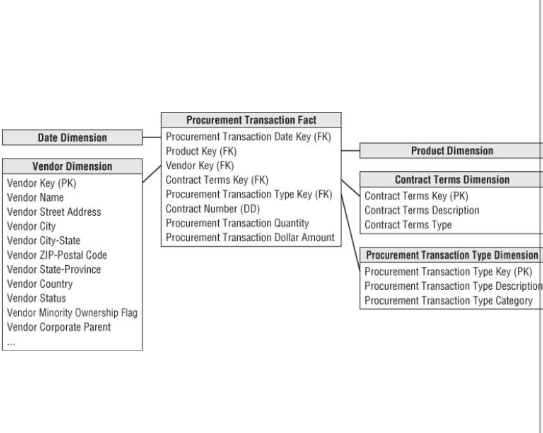 Date Dimension
Vendor Dimension
Vendor Key (PK)
Vendor Name
Vendor Street Address
Vendor City
Vendor City-State
Vendor ZIP-Postal Code
Vendor State-Province
Vendor Country
Vendor Status
Vendor Minority Ownership Flag
Vendor Corporate Parent
...
Procurement Transaction Fact
Procurement Transaction Date Key (FK)
Product Key (FK)
Vendor Key (FK)
Contract Terms Key (FK)
Procurement Transaction Type Key (FK)
Contract Number (DD)
Procurement Transaction Quantity
Procurement Transaction Dollar Amount
Product Dimension
Contract Terms Dimension
Contract Terms Key (PK)
Contract Terms Description
Contract Terms Type
Procurement Transaction Type Dimension
Procurement Transaction Type Key (PK)
Procurement Transaction Type Description
Procurement Transaction Type Category